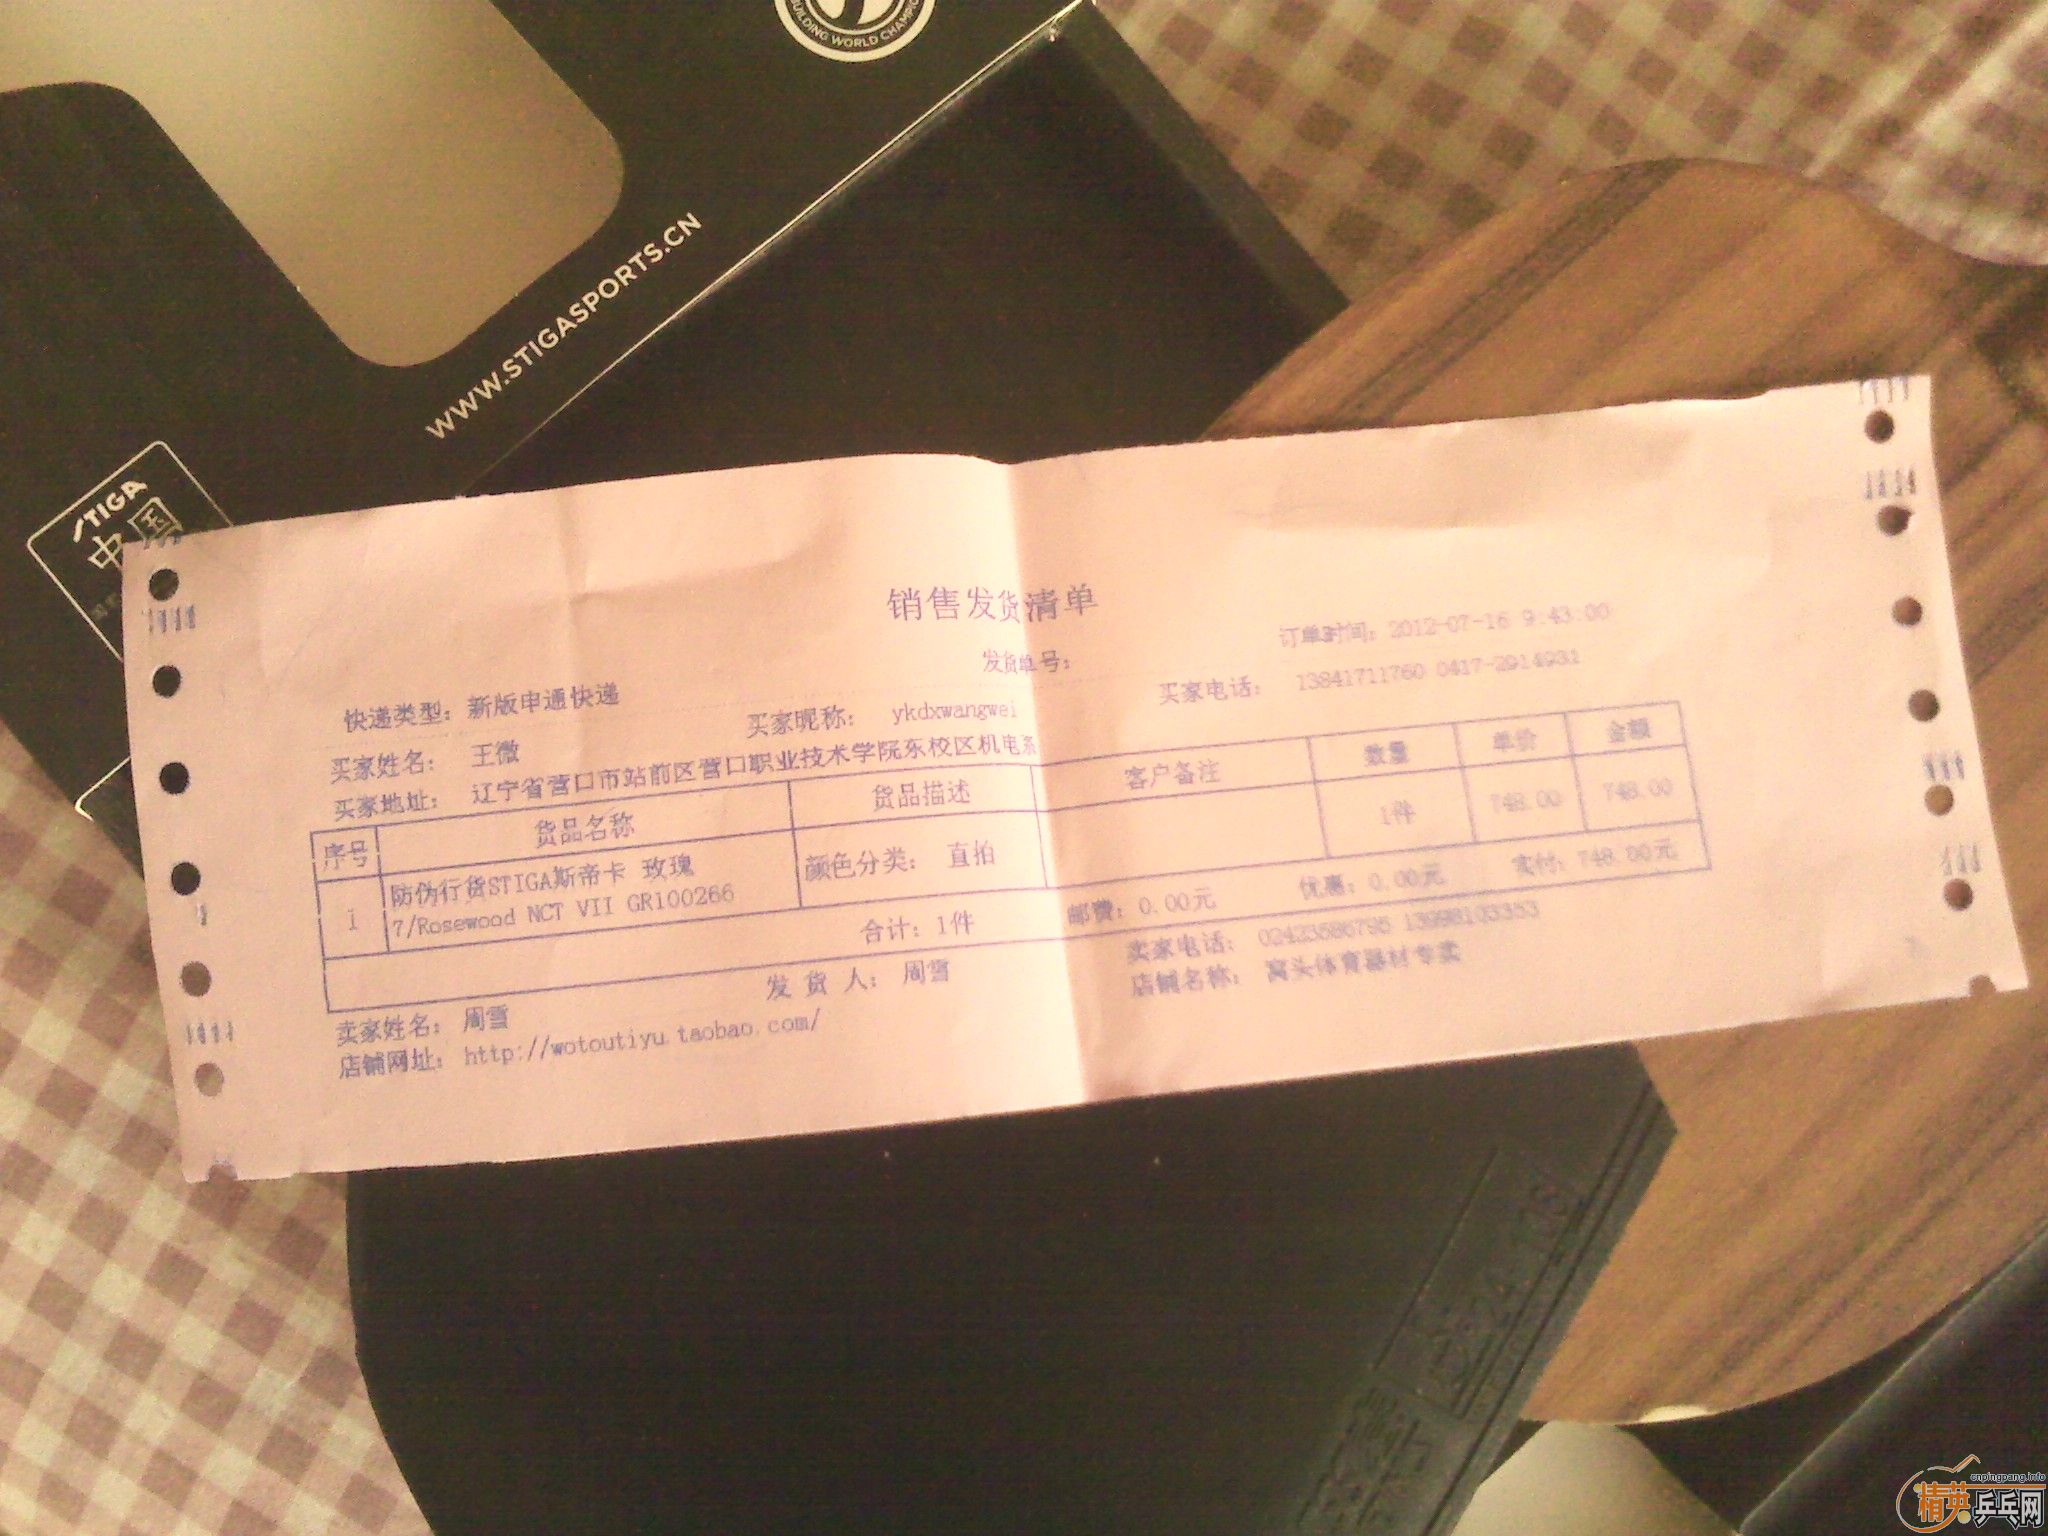 BUILDING WORLD CHAMPIO
WWW.STIGASPORTS.CN
STIGA
中国
销售发货清单
发货单号：
订单时间：2012-07-16 9:43:00
快递类型：新版申通快递
买家昵称： ykdxwangwei
买家电话： 13841711760 0417-2914931
买家姓名： 王微
买家地址： 辽宁省营口市站前区营口职业技术学院东校区机电系
序号 货品名称 货品描述 客户备注 数量 单价 金额
1 防伪行货STIGA斯帝卡 玫瑰 颜色分类： 直拍 1件 748.00 748.00
7/Rosewood NCT VII GR100266
合计：1件 邮费：0.00元 优惠：0.00元 实付：748.00元
发 货 人： 周雪
卖家电话： 02423586795 13998103353
卖家姓名： 周雪
店铺名称： 窝头体育器材专卖
店铺网址： http://wotoutiyu.taobao.com/
cnpingpang.info
精英乒乓网